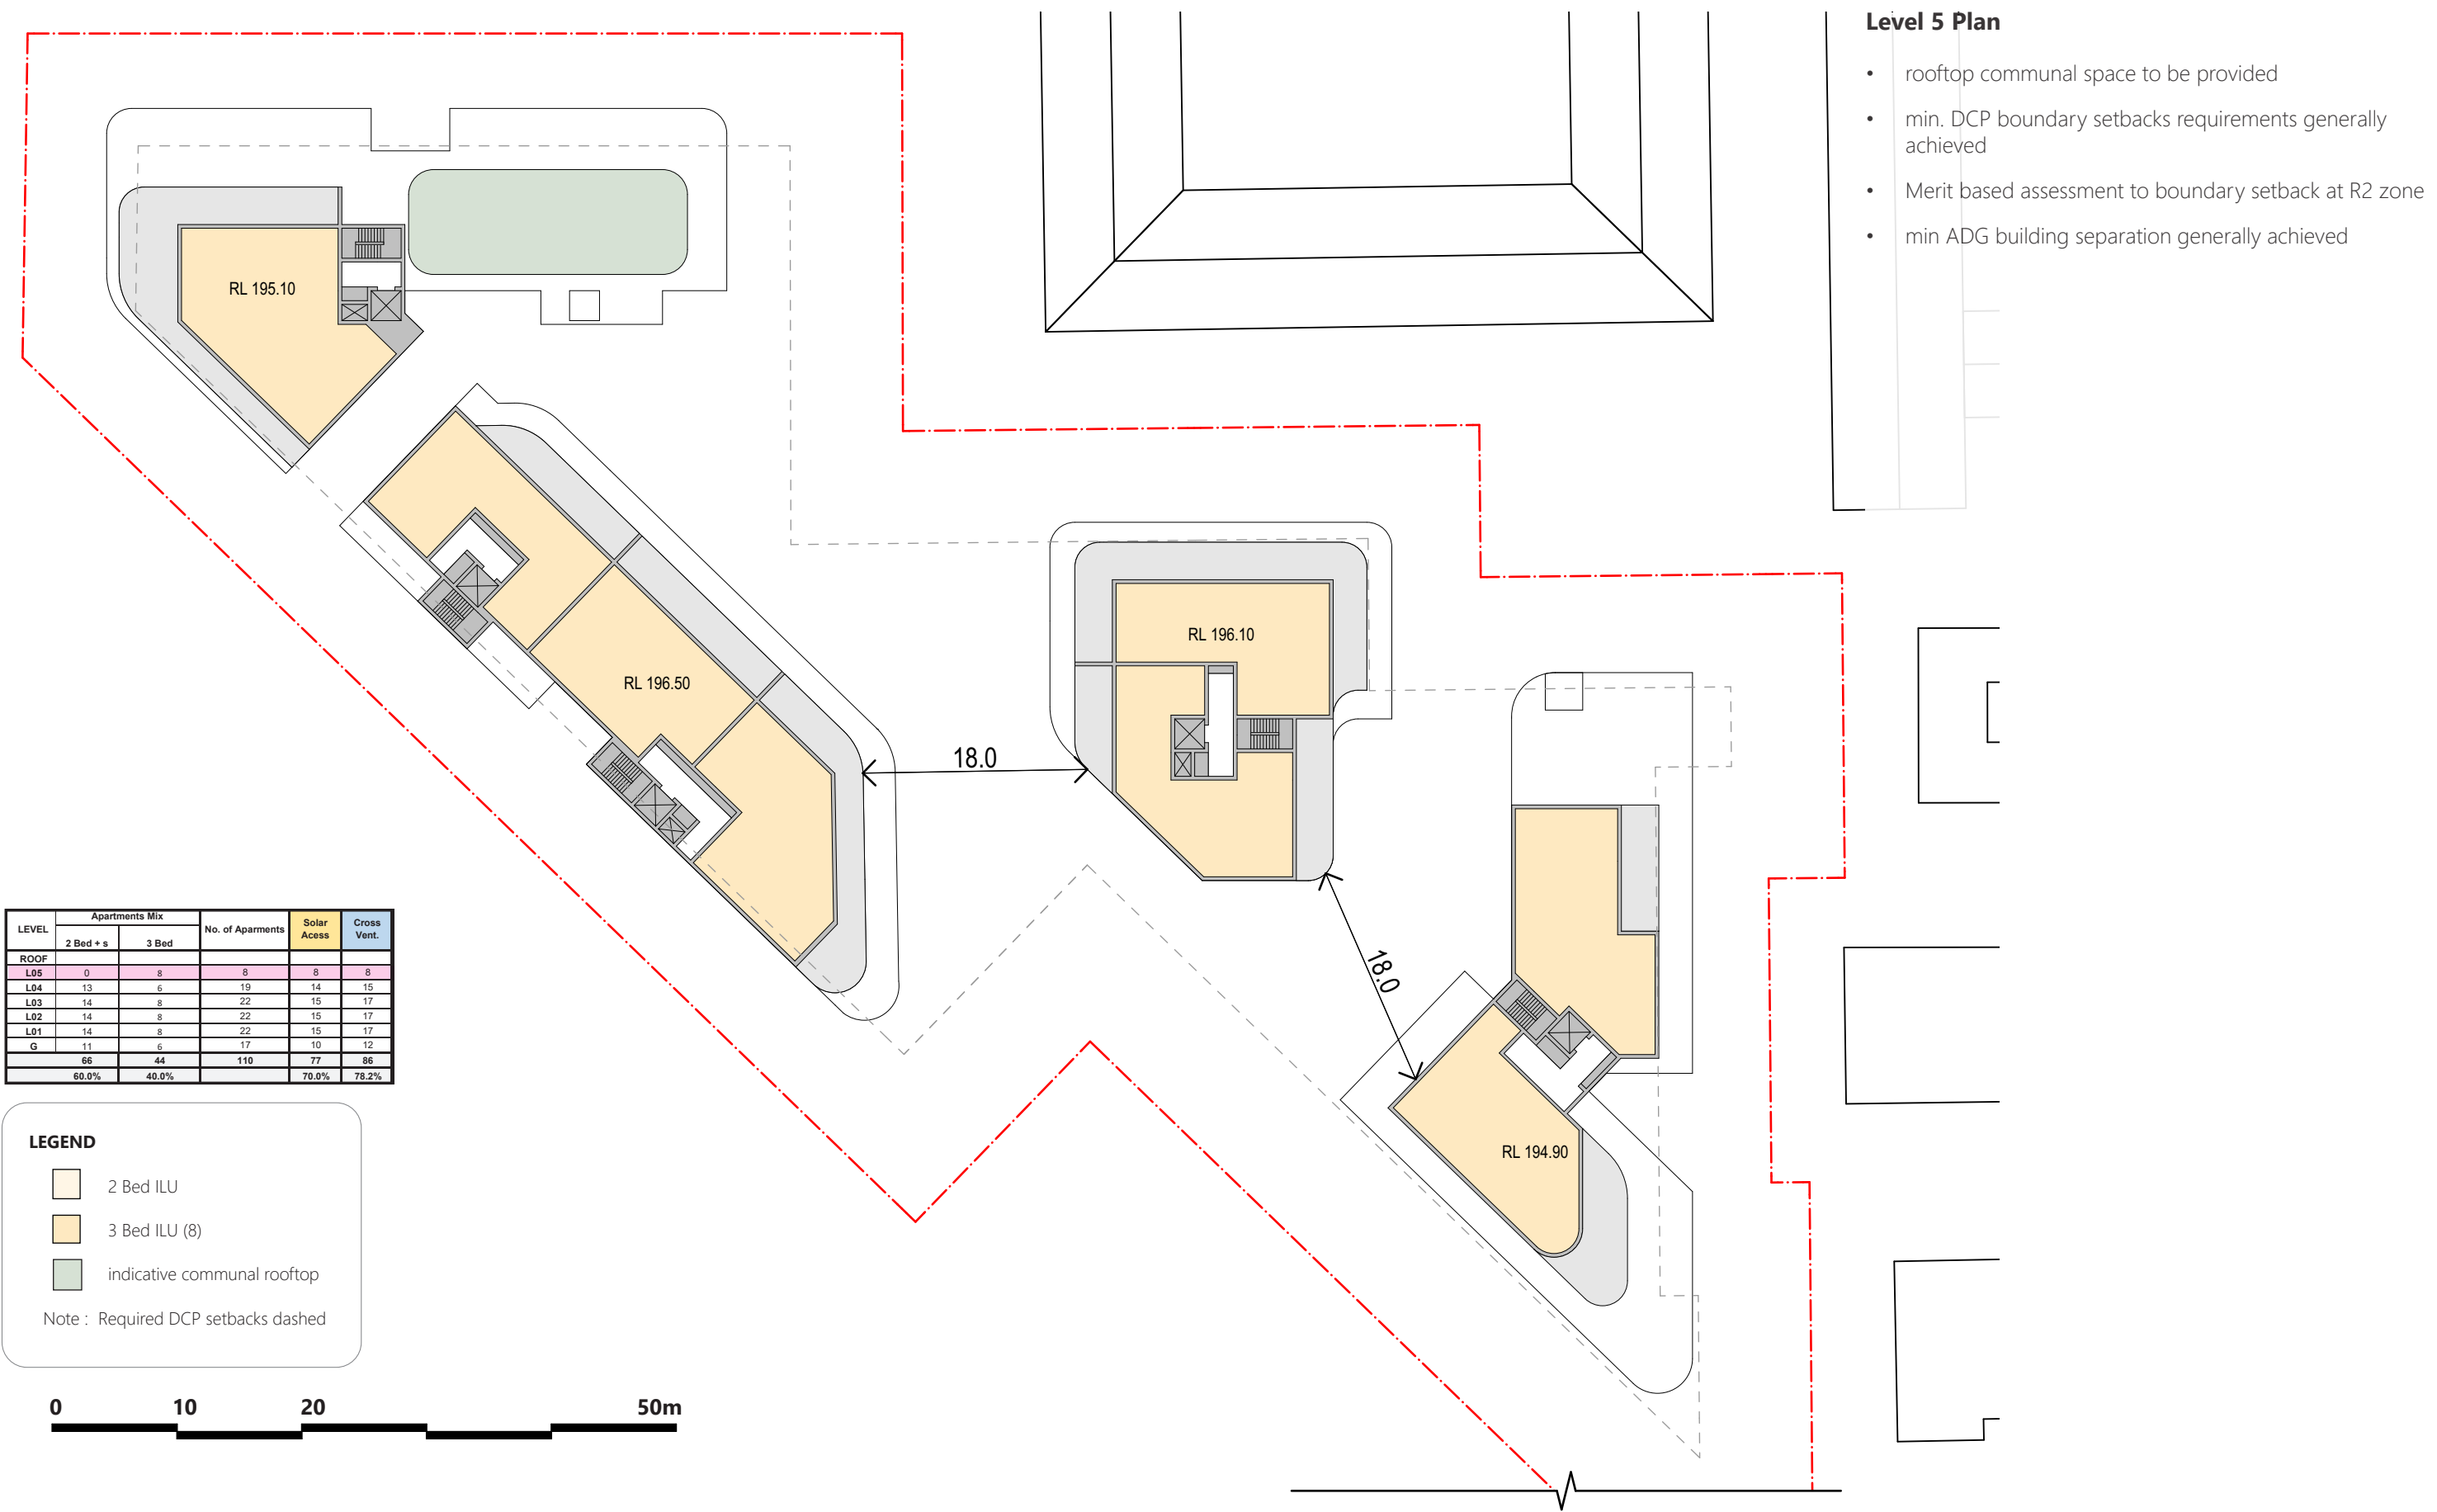 Level 5 Plan
• rooftop communal space to be provided
• min. DCP boundary setbacks requirements generally
achieved
• Merit based assessment to boundary setback at R2 zone
• min ADG building separation generally achieved
RL 195.10
RL 196.10
RL 196.50
18.0
18.0
RL 194.90
LEVEL Apartments Mix No. of Aparments Solar Acess Cross Vent.
2 Bed + s 3 Bed
ROOF
L05 0 8 8 8 8
L04 13 6 19 14 15
L03 14 8 22 15 17
L02 14 8 22 15 17
L01 14 8 22 15 17
G 11 6 17 10 12
66 44 110 77 86
60.0% 40.0% 70.0% 78.2%
LEGEND
2 Bed ILU
3 Bed ILU (8)
indicative communal rooftop
Note : Required DCP setbacks dashed
0 10 20 50m